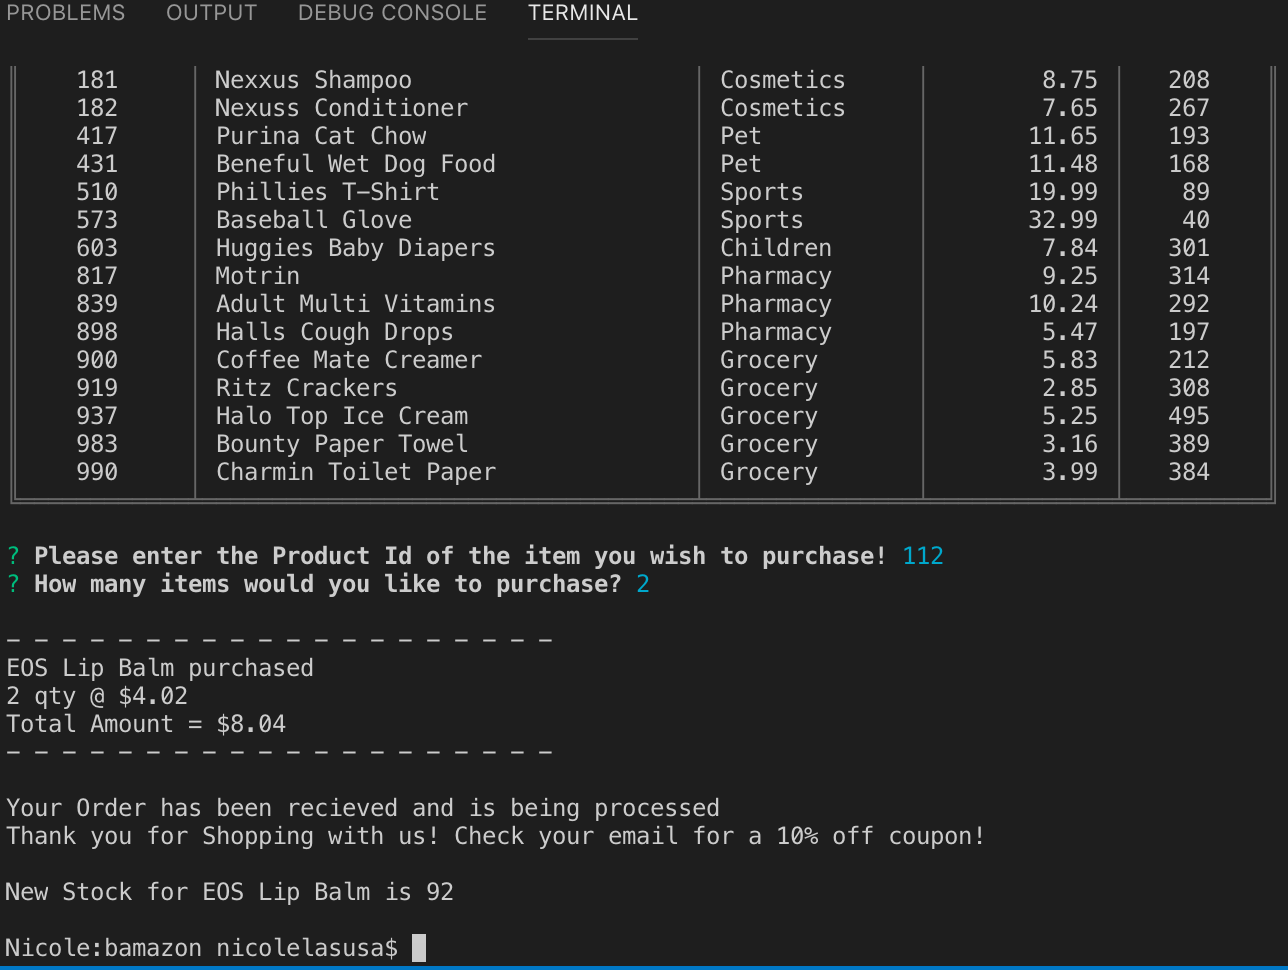 PROBLEMS OUTPUT DEBUG CONSOLE TERMINAL
181 Nexxus Shampoo Cosmetics 8.75 208
182 Nexuss Conditioner Cosmetics 7.65 267
417 Purina Cat Chow Pet 11.65 193
431 Beneful Wet Dog Food Pet 11.48 168
510 Phillies T-Shirt Sports 19.99 89
573 Baseball Glove Sports 32.99 40
603 Huggies Baby Diapers Children 7.84 301
817 Motrin Pharmacy 9.25 314
839 Adult Multi Vitamins Pharmacy 10.24 292
898 Halls Cough Drops Pharmacy 5.47 197
900 Coffee Mate Creamer Grocery 5.83 212
919 Ritz Crackers Grocery 2.85 308
937 Halo Top Ice Cream Grocery 5.25 495
983 Bounty Paper Towel Grocery 3.16 389
990 Charmin Toilet Paper Grocery 3.99 384
? Please enter the Product Id of the item you wish to purchase! 112
? How many items would you like to purchase? 2
- - - - - - - - - - - - - - - - - - - -
EOS Lip Balm purchased
2 qty @ $4.02
Total Amount = $8.04
- - - - - - - - - - - - - - - - - - - -
Your Order has been recieved and is being processed
Thank you for Shopping with us! Check your email for a 10% off coupon!
New Stock for EOS Lip Balm is 92
Nicole:bamazon nicolelasusa$